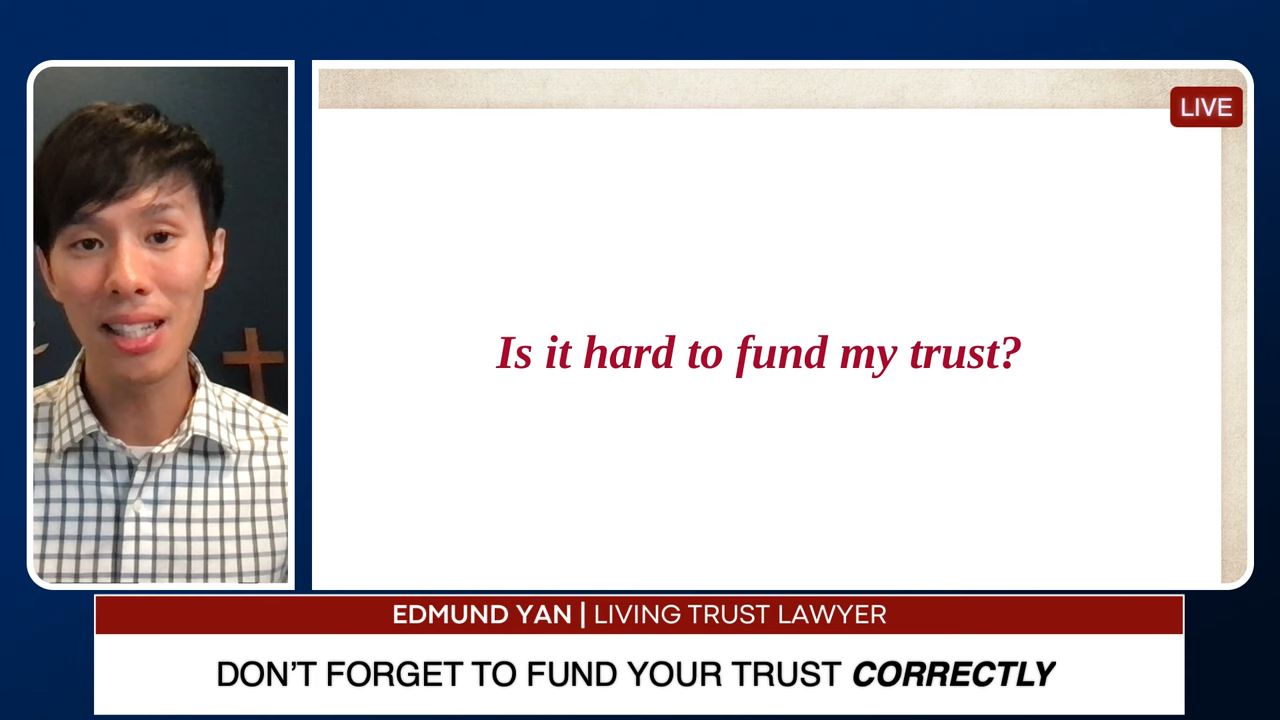 LIVE
Is it hard to fund my trust?
EDMUND YAN | LIVING TRUST LAWYER
DON’T FORGET TO FUND YOUR TRUST CORRECTLY